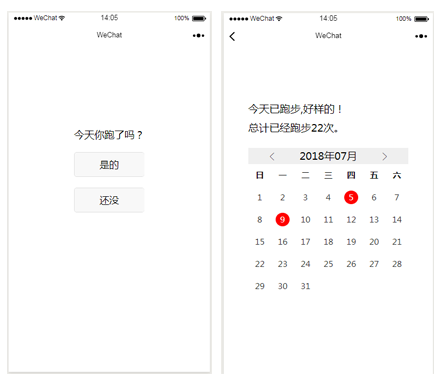 ●●●●● WeChat 14:05 100%
WeChat
今天你跑了吗？
是的
还没
●●●●● WeChat 14:05 100%
WeChat
今天已跑步,好样的！
总计已经跑步22次。
2018年07月
日 一 二 三 四 五 六
1 2 3 4 5 6 7
8 9 10 11 12 13 14
15 16 17 18 19 20 21
22 23 24 25 26 27 28
29 30 31